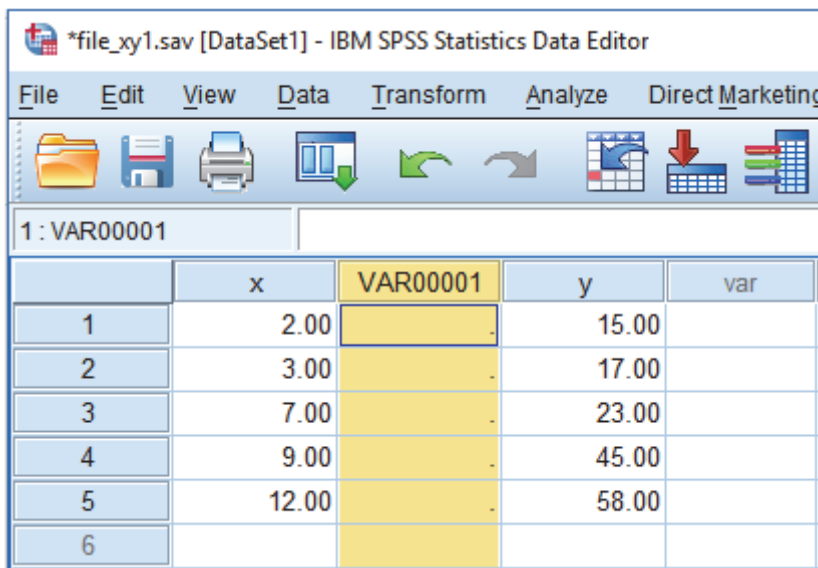 *file_xy1.sav [DataSet1] - IBM SPSS Statistics Data Editor
File Edit View Data Transform Analyze Direct Marketing
1 : VAR00001
x VAR00001 y var
1 2.00 . 15.00
2 3.00 . 17.00
3 7.00 . 23.00
4 9.00 . 45.00
5 12.00 . 58.00
6